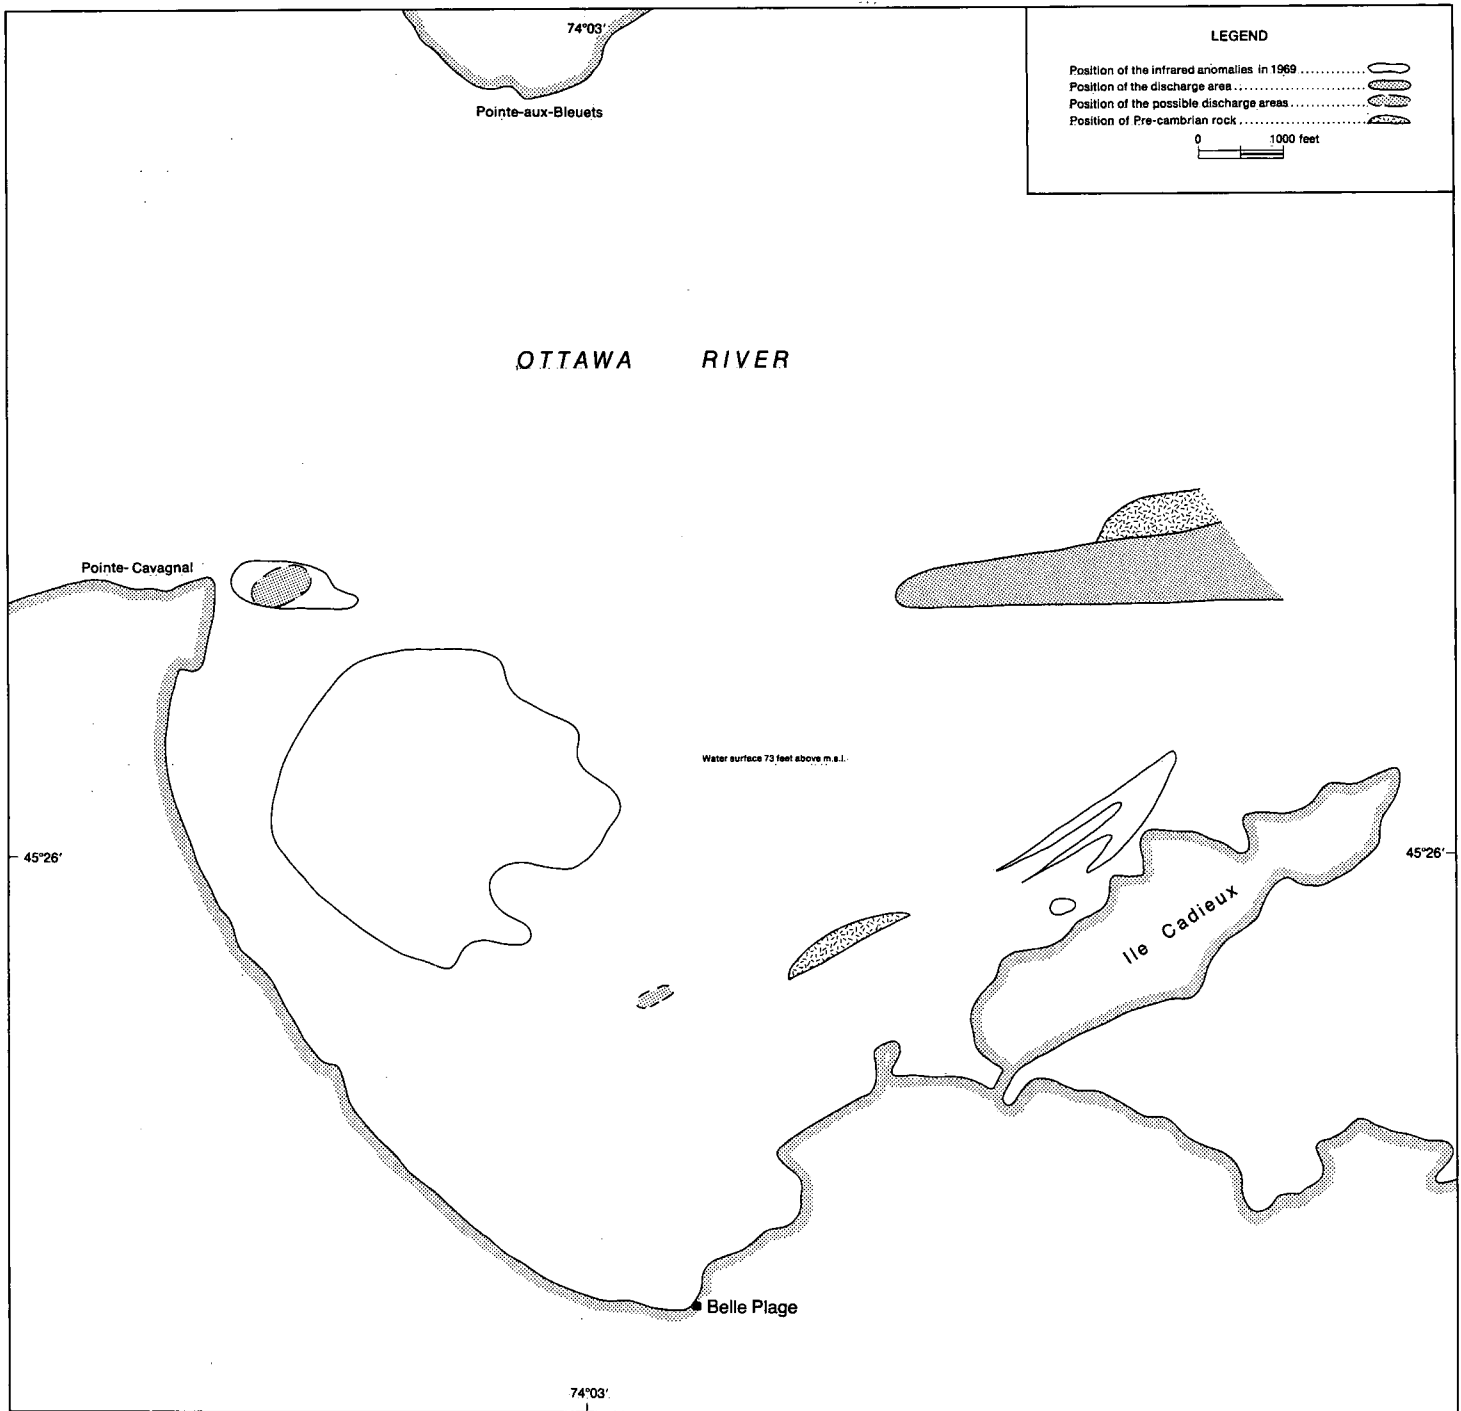 74°03'
Pointe-aux-Bleuets
LEGEND
Position of the infrared anomalies in 1969
Position of the discharge area
Position of the possible discharge areas
Position of Pre-cambrian rock
0 1000 feet
OTTAWA RIVER
Pointe-Cavagnal
Water surface 73 feet above m.s.l.
45°26'
45°26'
Ile Cadieux
Belle Plage
74°03'